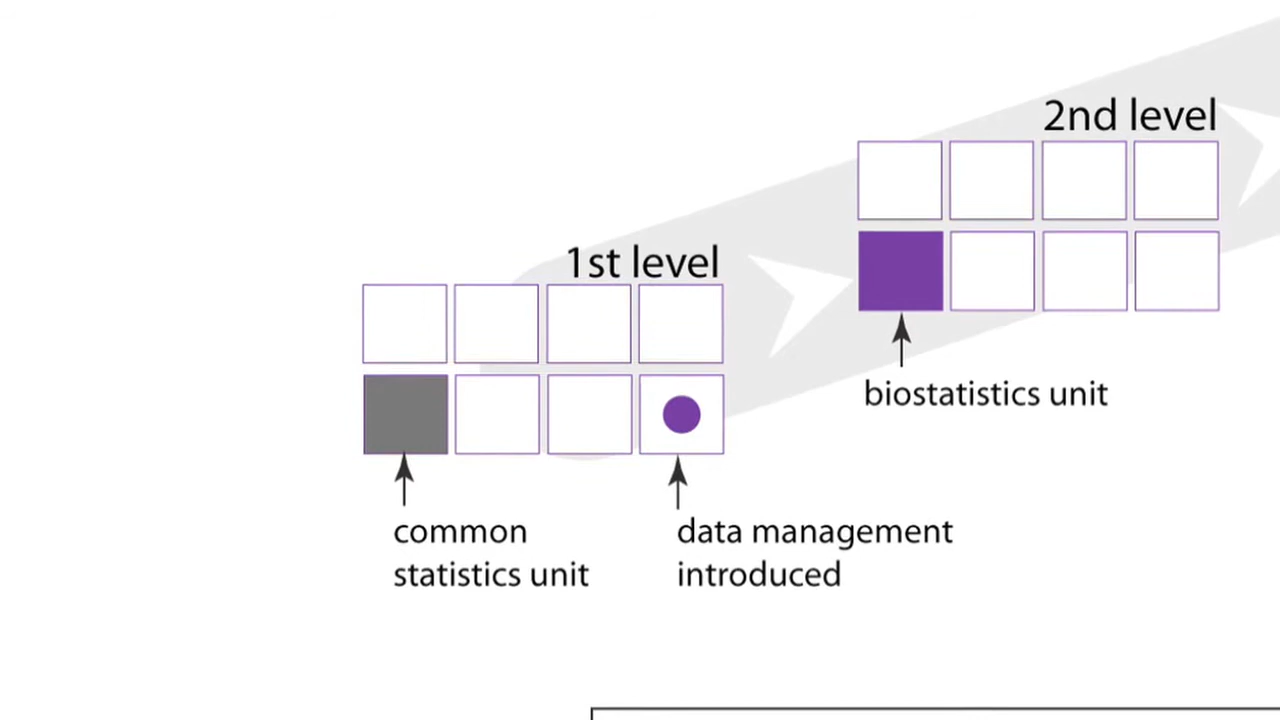 2nd level
1st level
biostatistics unit
common
statistics unit
data management
introduced